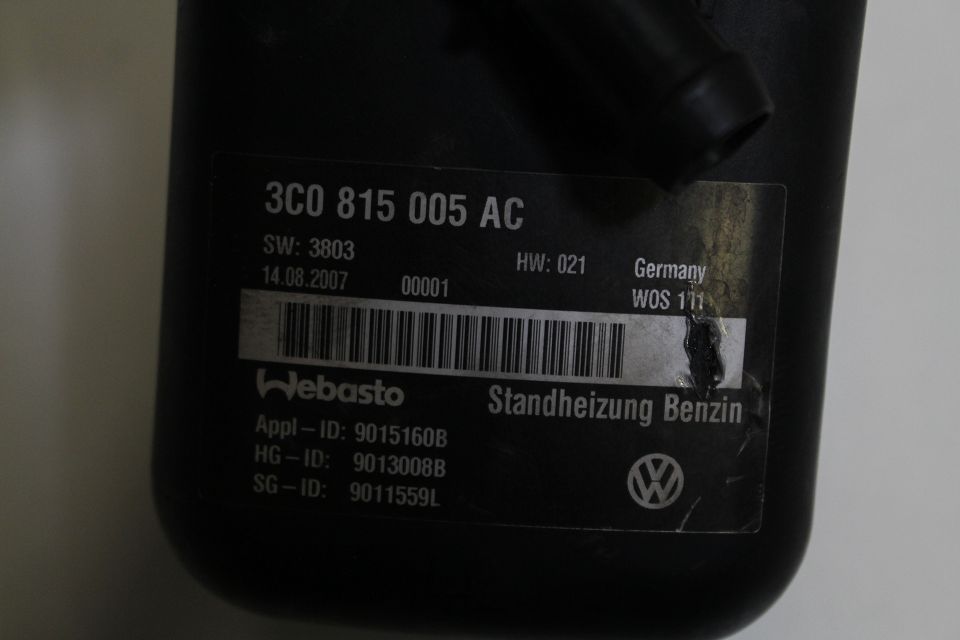 3C0 815 005 AC
SW: 3803 HW: 021 Germany
14.08.2007 00001 WOS 111
Webasto Standheizung Benzin
Appl–ID: 9015160B
HG–ID: 9013008B
SG–ID: 9011559L
VW